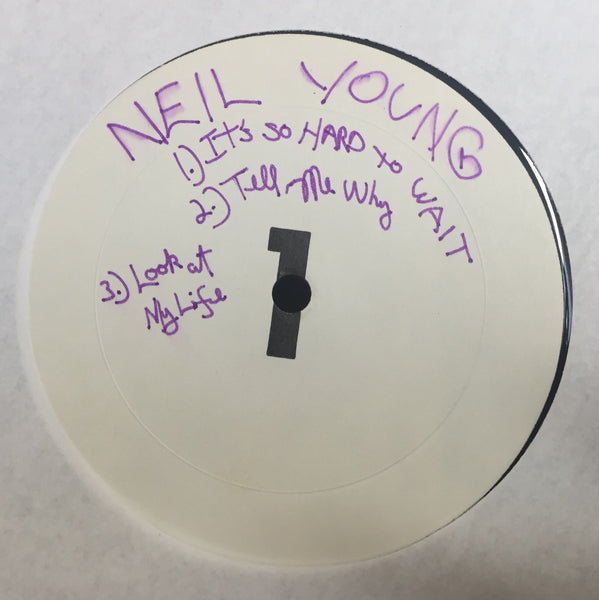 NEIL YOUNG
1.) IT'S SO HARD to WAIT
2.) Tell Me Why
3.) Look at
My Life
1